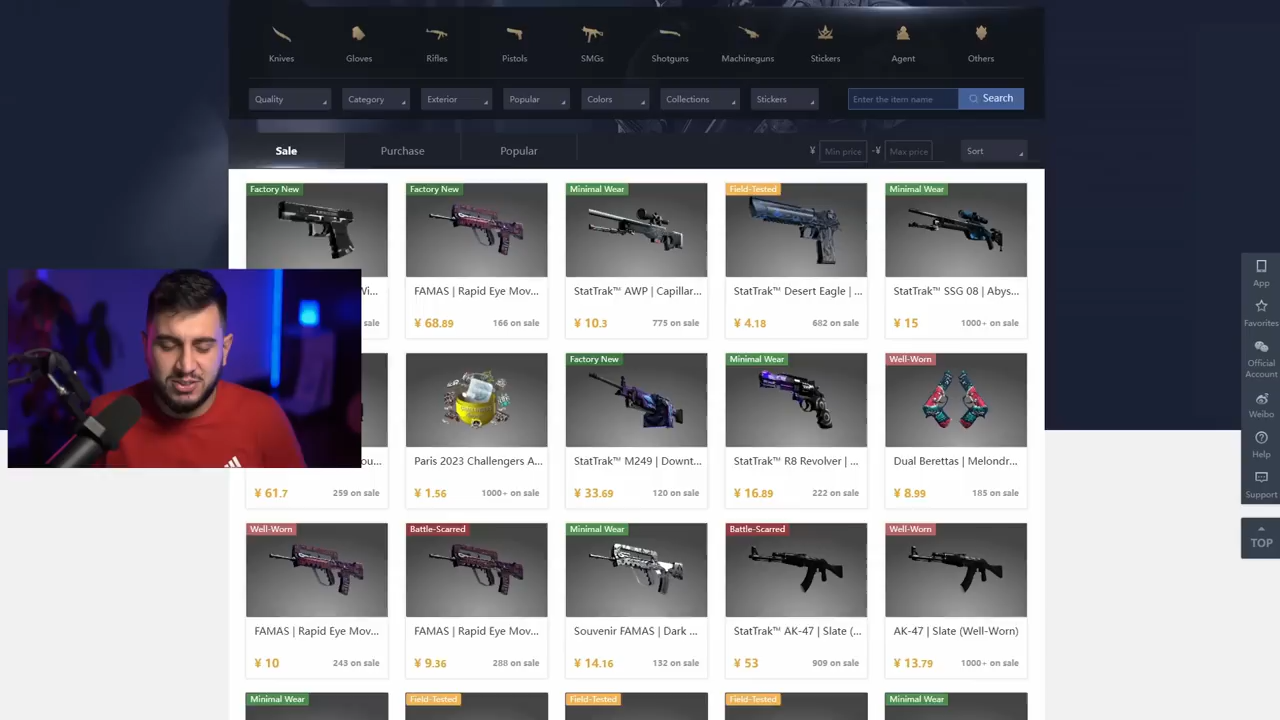 Knives Gloves Rifles Pistols SMGs Shotguns Machineguns Stickers Agent Others
Quality Category Exterior Popular Colors Collections Stickers Enter the item name Search
Sale Purchase Popular ¥ Min price -¥ Max price Sort
Factory New Factory New Minimal Wear Field-Tested Minimal Wear
FAMAS | Rapid Eye Mov... StatTrak™ AWP | Capillar... StatTrak™ Desert Eagle | ... StatTrak™ SSG 08 | Abys...
sale ¥ 68.89 166 on sale ¥ 10.3 775 on sale ¥ 4.18 682 on sale ¥ 15 1000+ on sale
Factory New Minimal Wear Well-Worn
Paris 2023 Challengers A... StatTrak™ M249 | Downt... StatTrak™ R8 Revolver | ... Dual Berettas | Melondr...
¥ 61.7 259 on sale ¥ 1.56 1000+ on sale ¥ 33.69 120 on sale ¥ 16.89 222 on sale ¥ 8.99 185 on sale
Well-Worn Battle-Scarred Minimal Wear Battle-Scarred Well-Worn
FAMAS | Rapid Eye Mov... FAMAS | Rapid Eye Mov... Souvenir FAMAS | Dark ... StatTrak™ AK-47 | Slate (... AK-47 | Slate (Well-Worn)
¥ 10 243 on sale ¥ 9.36 288 on sale ¥ 14.16 132 on sale ¥ 53 909 on sale ¥ 13.79 1000+ on sale
Minimal Wear Field-Tested Field-Tested Field-Tested Minimal Wear
App
Favorites
Official
Account
Weibo
Help
Support
TOP